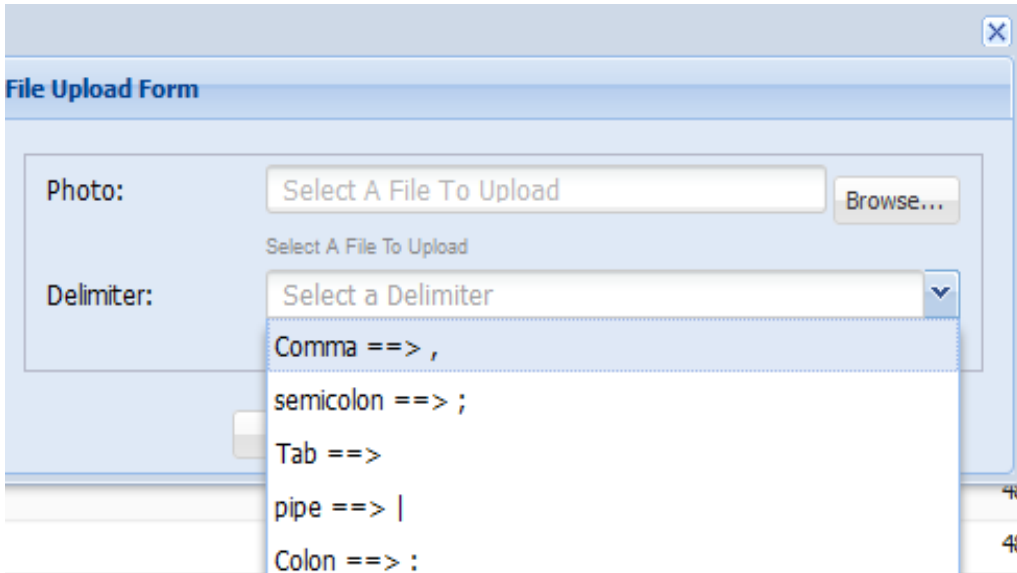 File Upload Form
Photo:
Select A File To Upload
Browse...
Select A File To Upload
Delimiter:
Select a Delimiter
Comma ==> ,
semicolon ==> ;
Tab ==>
pipe ==> |
Colon ==> :